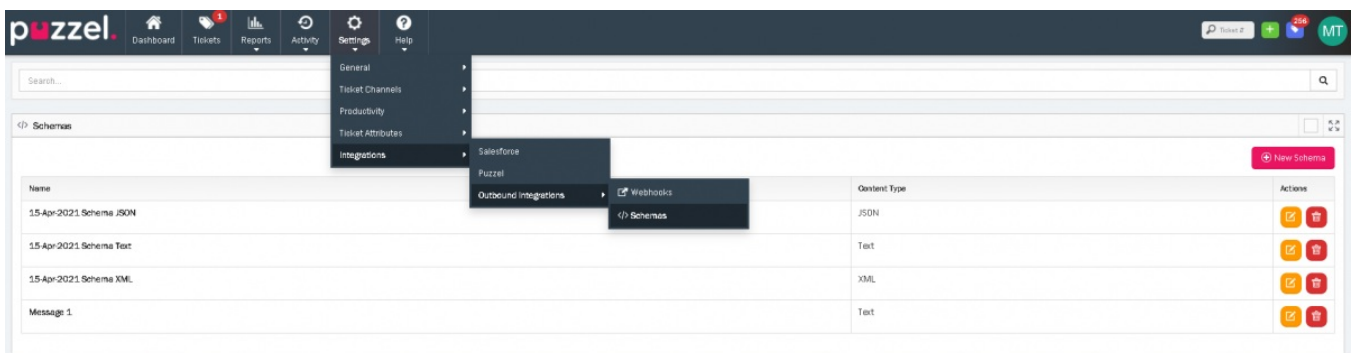 puzzel.
Dashboard
Tickets
1
Reports
Activity
Settings
Help
Ticket #
256
MT
Search...
General
Ticket Channels
Productivity
Ticket Attributes
Integrations
Salesforce
Puzzel
Outbound Integrations
Webhooks
</> Schemas
</> Schemas
New Schema
Name
Content Type
Actions
15-Apr-2021 Schema JSON
JSON
15-Apr-2021 Schema Text
Text
15-Apr-2021 Schema XML
XML
Message 1
Text